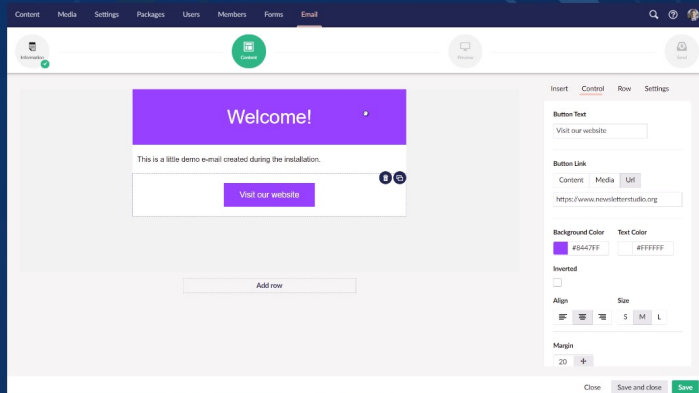 Content Media Settings Packages Users Members Forms Email
Information
Content
Preview
Send
Insert Control Row Settings
Welcome!
This is a little demo e-mail created during the installation.
Visit our website
Add row
Button Text
Visit our website
Button Link
Content Media Url
https://www.newsletterstudio.org
Background Color Text Color
#8447FF #FFFFFF
Inverted
Align Size
S M L
Margin
20
Close Save and close Save